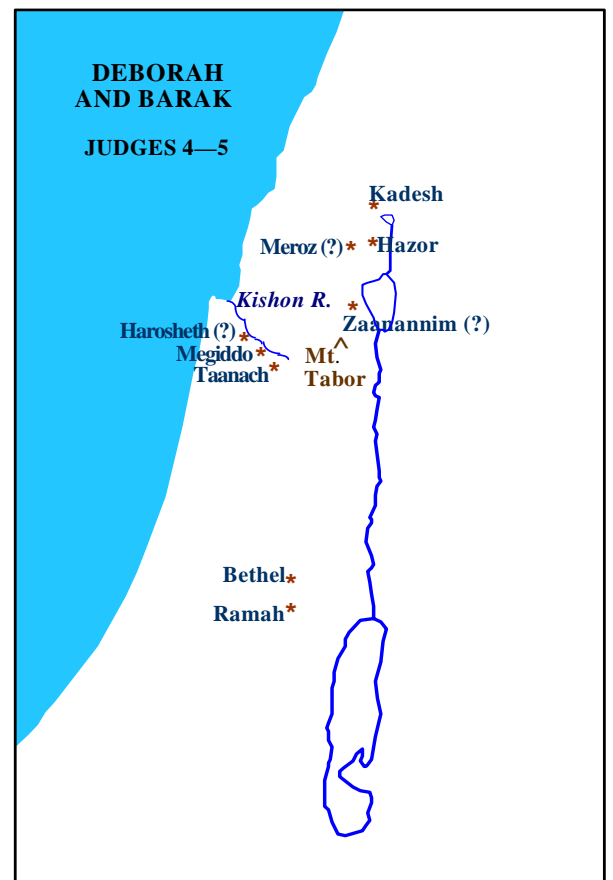 DEBORAH
AND BARAK
JUDGES 4—5
Kadesh
Meroz (?)
Hazor
Kishon R.
Zaanannim (?)
Harosheth (?)
Megiddo
Mt.
Tabor
Taanach
Bethel
Ramah